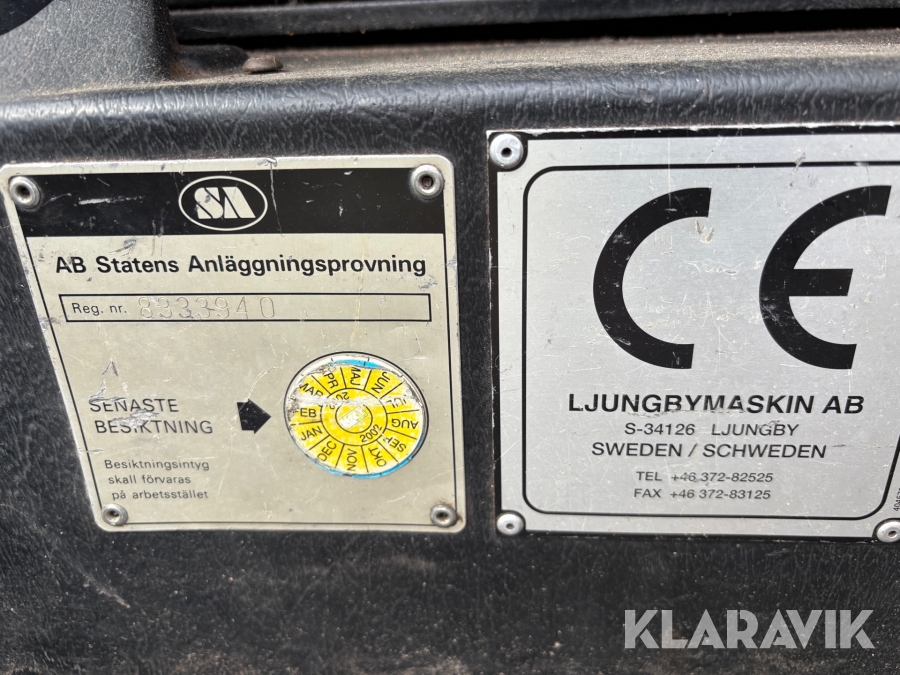 SA
AB Statens Anläggningsprovning
Reg. nr. 8333940
SENASTE
BESIKTNING
Besiktningsintyg
skall förvaras
på arbetsstället
JAN
FEB
MAR
MAJ
JUN
JUL
AUG
SEP
OKT
NOV
DEC
2002
CE
LJUNGBYMASKIN AB
S-34126 LJUNGBY
SWEDEN / SCHWEDEN
TEL +46 372-82525
FAX +46 372-83125
KLARAVIK